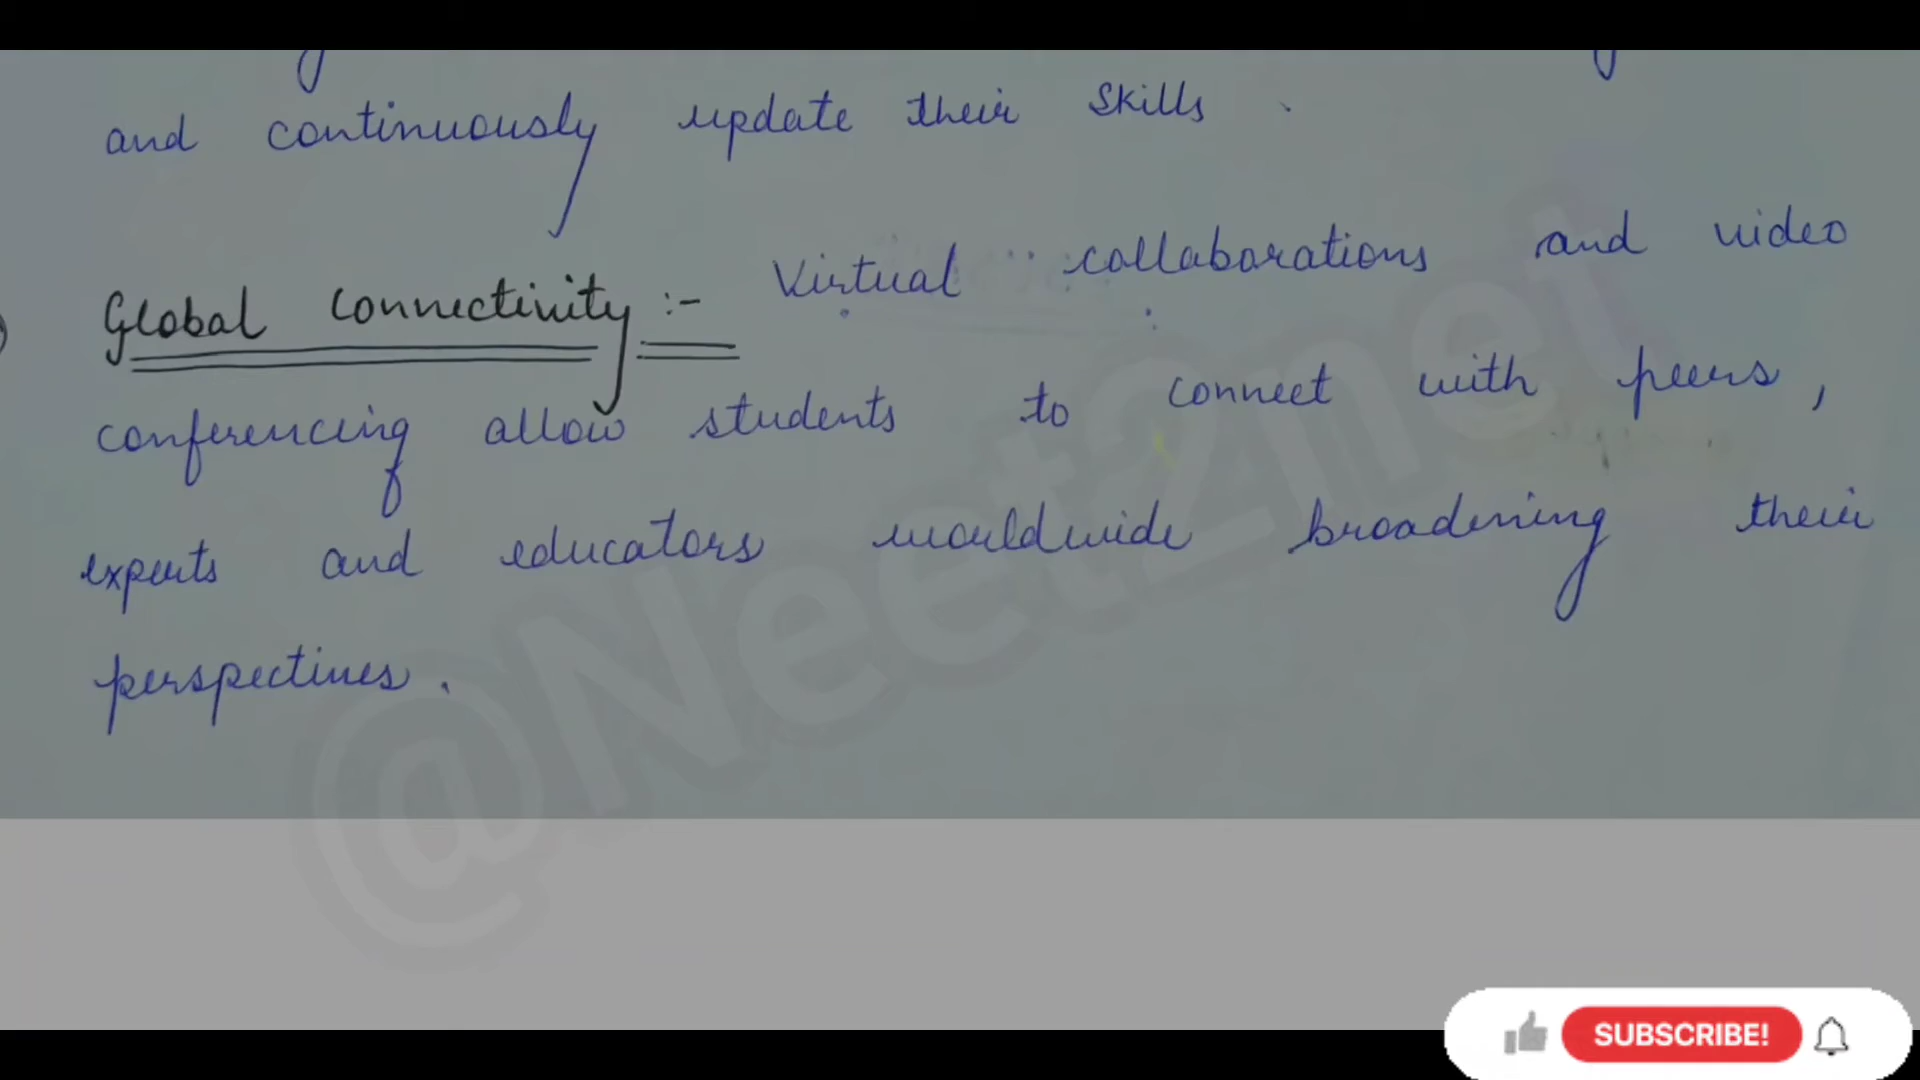 and continuously update their skills .
Global connectivity :- Virtual collaborations and video
conferencing allow students to connect with peers,
experts and educators worldwide broadening their
perspectives.
@Neet2net
SUBSCRIBE!